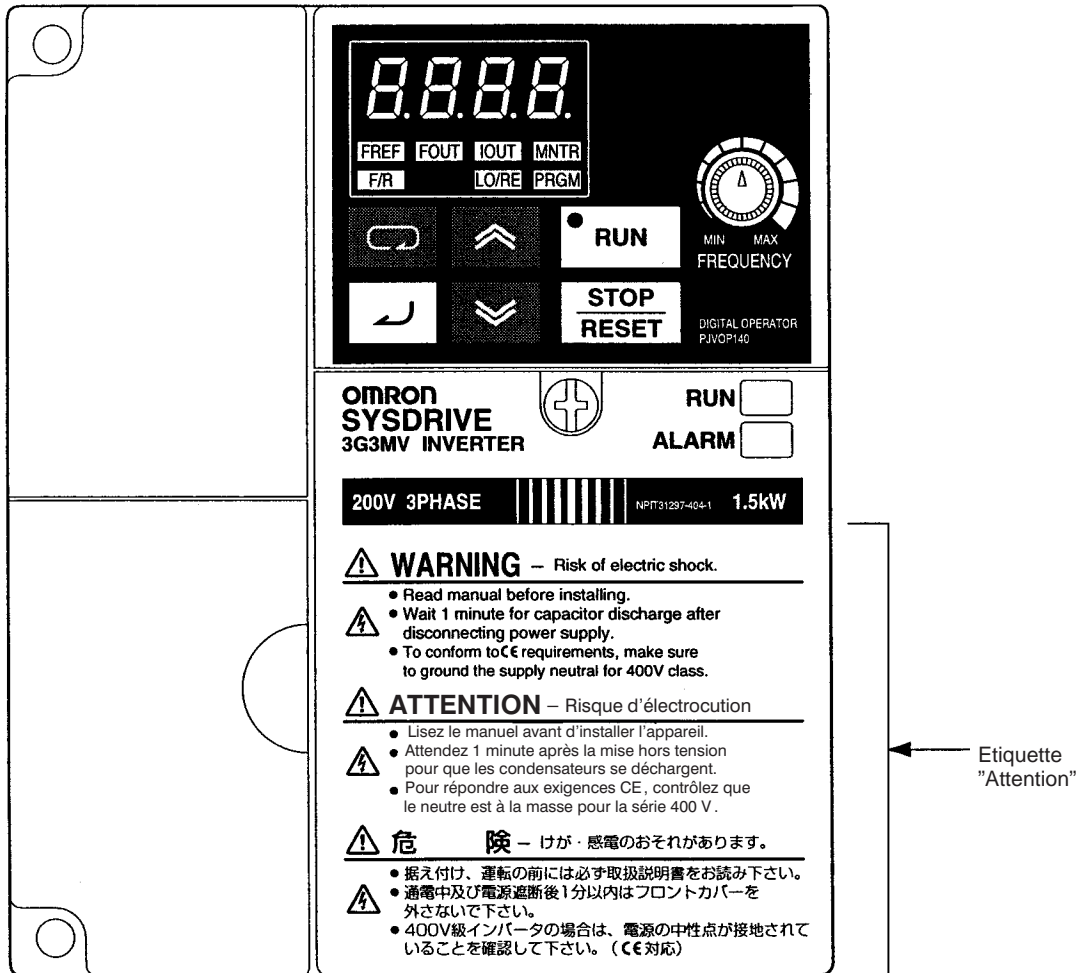 8.8.8.8.
FREF FOUT IOUT MNTR
F/R LO/RE PRGM
RUN
STOP
RESET
MIN MAX
FREQUENCY
DIGITAL OPERATOR
PJVOP140
OMRON
SYSDRIVE
3G3MV INVERTER
RUN
ALARM
200V 3PHASE NPIT31297-404-1 1.5kW
WARNING – Risk of electric shock.
● Read manual before installing.
● Wait 1 minute for capacitor discharge after
disconnecting power supply.
● To conform to CE requirements, make sure
to ground the supply neutral for 400V class.
ATTENTION – Risque d’électrocution
● Lisez le manuel avant d’installer l’appareil.
● Attendez 1 minute après la mise hors tension
pour que les condensateurs se déchargent.
● Pour répondre aux exigences CE, contrôlez que
le neutre est à la masse pour la série 400 V.
危 険 – けが・感電のおそれがあります。
● 据え付け、運転の前には必ず取扱説明書をお読み下さい。
● 通電中及び電源遮断後1分以内はフロントカバーを
外さないで下さい。
● 400V級インバータの場合は、電源の中性点が接地されて
いることを確認して下さい。(CE対応)
Etiquette
”Attention”